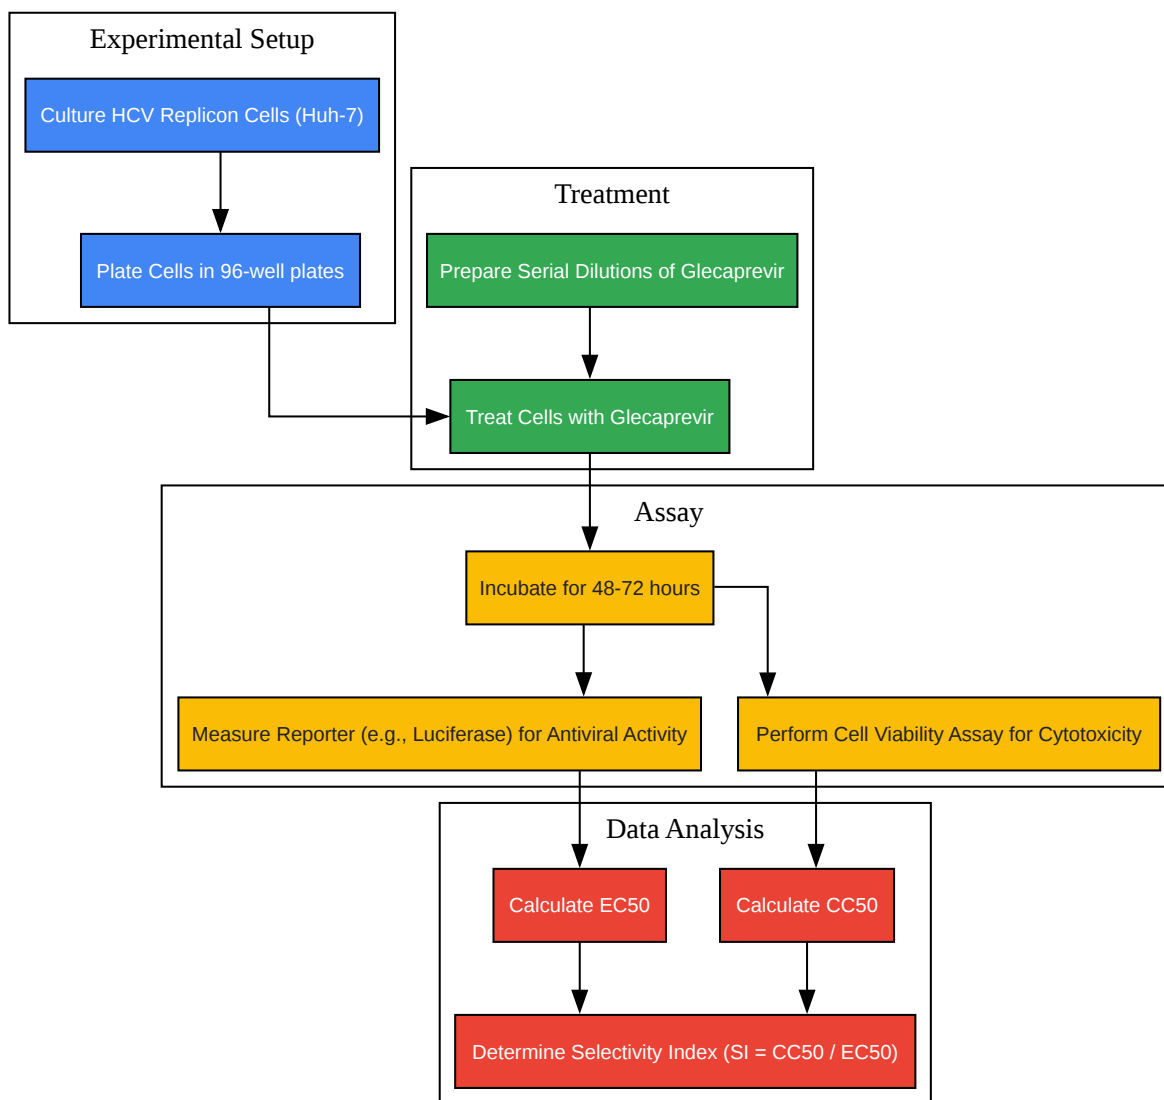 Experimental Setup
Culture HCV Replicon Cells (Huh-7)
Plate Cells in 96-well plates
Treatment
Prepare Serial Dilutions of Glecaprevir
Treat Cells with Glecaprevir
Assay
Incubate for 48-72 hours
Measure Reporter (e.g., Luciferase) for Antiviral Activity
Perform Cell Viability Assay for Cytotoxicity
Data Analysis
Calculate EC50
Calculate CC50
Determine Selectivity Index (SI = CC50 / EC50)